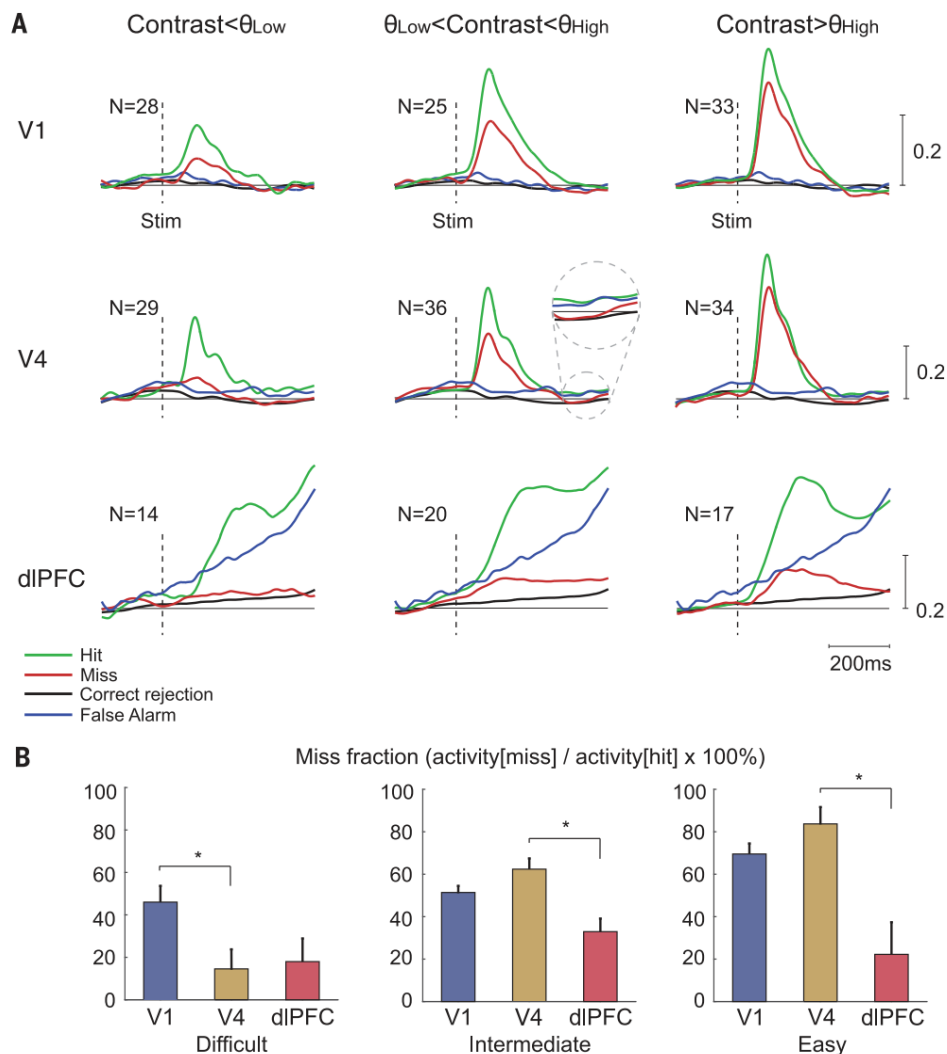 A
Contrast<θLow
θLow<Contrast<θHigh
Contrast>θHigh
V1
N=28
N=25
N=33
0.2
Stim
Stim
Stim
V4
N=29
N=36
N=34
0.2
dlPFC
N=14
N=20
N=17
0.2
200ms
Hit
Miss
Correct rejection
False Alarm
B
Miss fraction (activity[miss] / activity[hit] x 100%)
100
80
60
40
20
0
*
V1 V4 dlPFC
Difficult
100
80
60
40
20
0
*
V1 V4 dlPFC
Intermediate
100
80
60
40
20
0
*
V1 V4 dlPFC
Easy